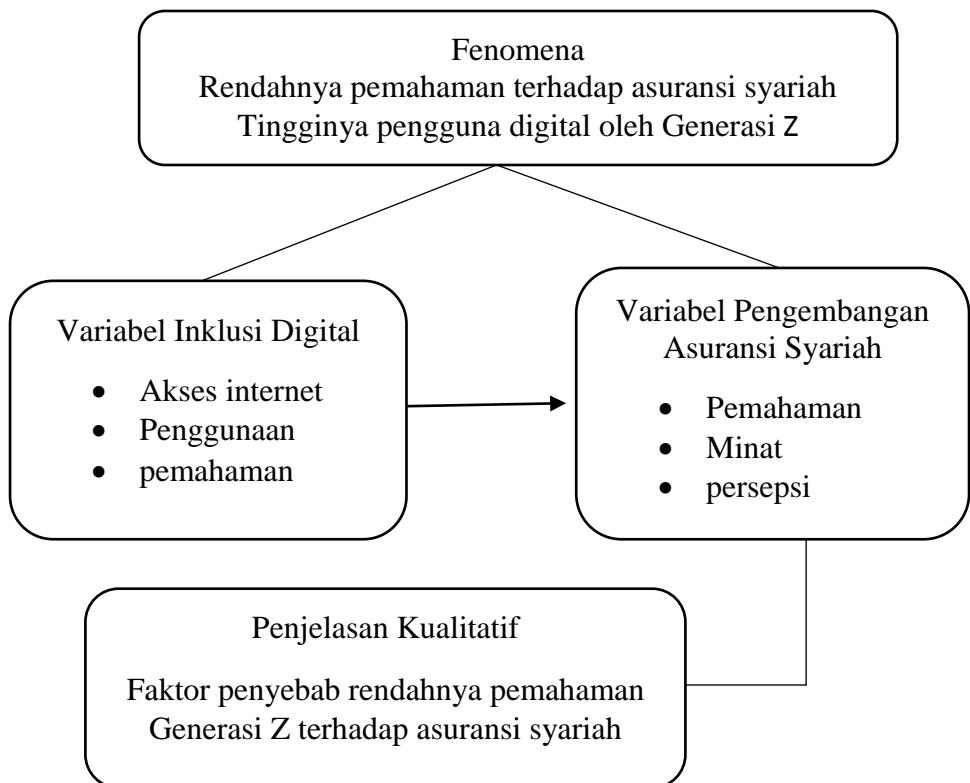 Fenomena
Rendahnya pemahaman terhadap asuransi syariah
Tingginya pengguna digital oleh Generasi Z
Variabel Inklusi Digital
• Akses internet
• Penggunaan
• pemahaman
Variabel Pengembangan
Asuransi Syariah
• Pemahaman
• Minat
• persepsi
Penjelasan Kualitatif
Faktor penyebab rendahnya pemahaman
Generasi Z terhadap asuransi syariah